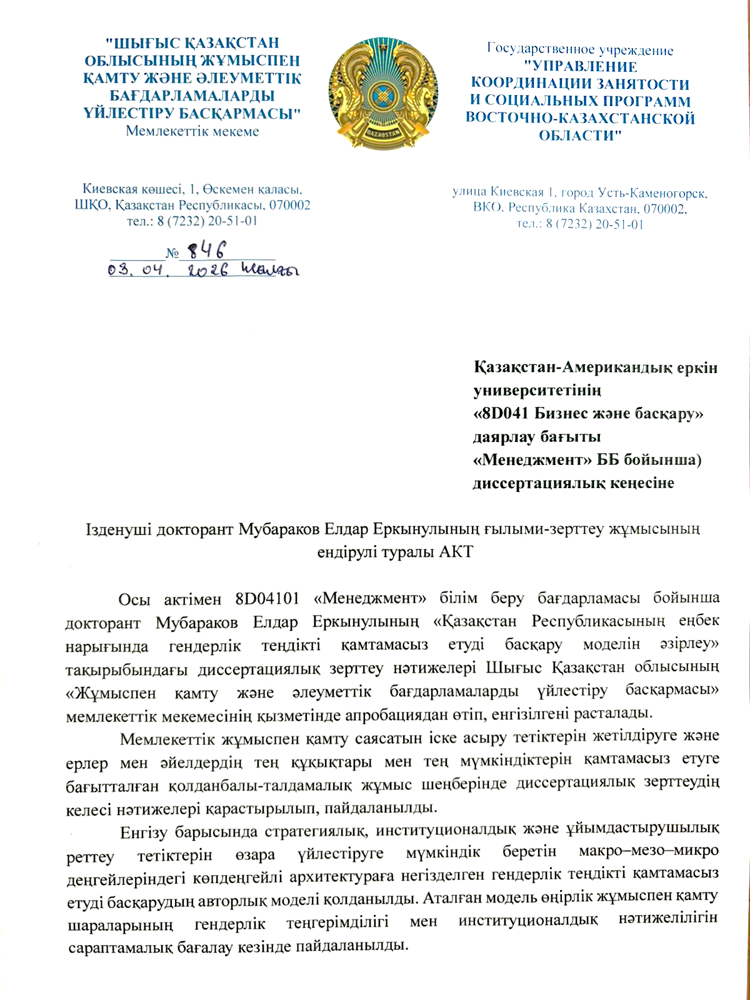 "ШЫҒЫС ҚАЗАҚСТАН
ОБЛЫСЫНЫҢ ЖҰМЫСПЕН
ҚАМТУ ЖӘНЕ ӘЛЕУМЕТТІК
БАҒДАРЛАМАЛАРДЫ
ҮЙЛЕСТІРУ БАСҚАРМАСЫ"
Мемлекеттік мекеме
QAZAQSTAN
Государственное учреждение
"УПРАВЛЕНИЕ
КООРДИНАЦИИ ЗАНЯТОСТИ
И СОЦИАЛЬНЫХ ПРОГРАММ
ВОСТОЧНО-КАЗАХСТАНСКОЙ
ОБЛАСТИ"
Киевская көшесі, 1, Өскемен қаласы,
ШҚО, Қазақстан Республикасы, 070002
тел.: 8 (7232) 20-51-01
улица Киевская 1, город Усть-Каменогорск,
ВКО, Республика Казахстан, 070002,
тел.: 8 (7232) 20-51-01
№ 846
03. 04. 2026 жылғы
Қазақстан-Американдық еркін
университетінің
«8D041 Бизнес және басқару»
даярлау бағыты
«Менеджмент» ББ бойынша)
диссертациялық кеңесіне
Ізденуші докторант Мубараков Елдар Еркынулының ғылыми-зерттеу жұмысының
ендірулі туралы АКТ
Осы актімен 8D04101 «Менеджмент» білім беру бағдарламасы бойынша
докторант Мубараков Елдар Еркынулының «Қазақстан Республикасының еңбек
нарығында гендерлік теңдікті қамтамасыз етуді басқару моделін әзірлеу»
тақырыбындағы диссертациялық зерттеу нәтижелері Шығыс Қазақстан облысының
«Жұмыспен қамту және әлеуметтік бағдарламаларды үйлестіру басқармасы»
мемлекеттік мекемесінің қызметінде апробациядан өтіп, енгізілгені расталады.
Мемлекеттік жұмыспен қамту саясатын іске асыру тетіктерін жетілдіруге және
ерлер мен әйелдердің тең құқықтары мен тең мүмкіндіктерін қамтамасыз етуге
бағытталған қолданбалы-талдамалық жұмыс шеңберінде диссертациялық зерттеудің
келесі нәтижелері қарастырылып, пайдаланылды.
Енгізу барысында стратегиялық, институционалдық және ұйымдастырушылық
реттеу тетіктерін өзара үйлестіруге мүмкіндік беретін макро–мезо–микро
деңгейлеріндегі көпдеңгейлі архитектураға негізделген гендерлік теңдікті қамтамасыз
етуді басқарудың авторлық моделі қолданылды. Аталған модель өңірлік жұмыспен қамту
шараларының гендерлік теңгерімділігі мен институционалдық нәтижелілігін
сараптамалық бағалау кезінде пайдаланылды.